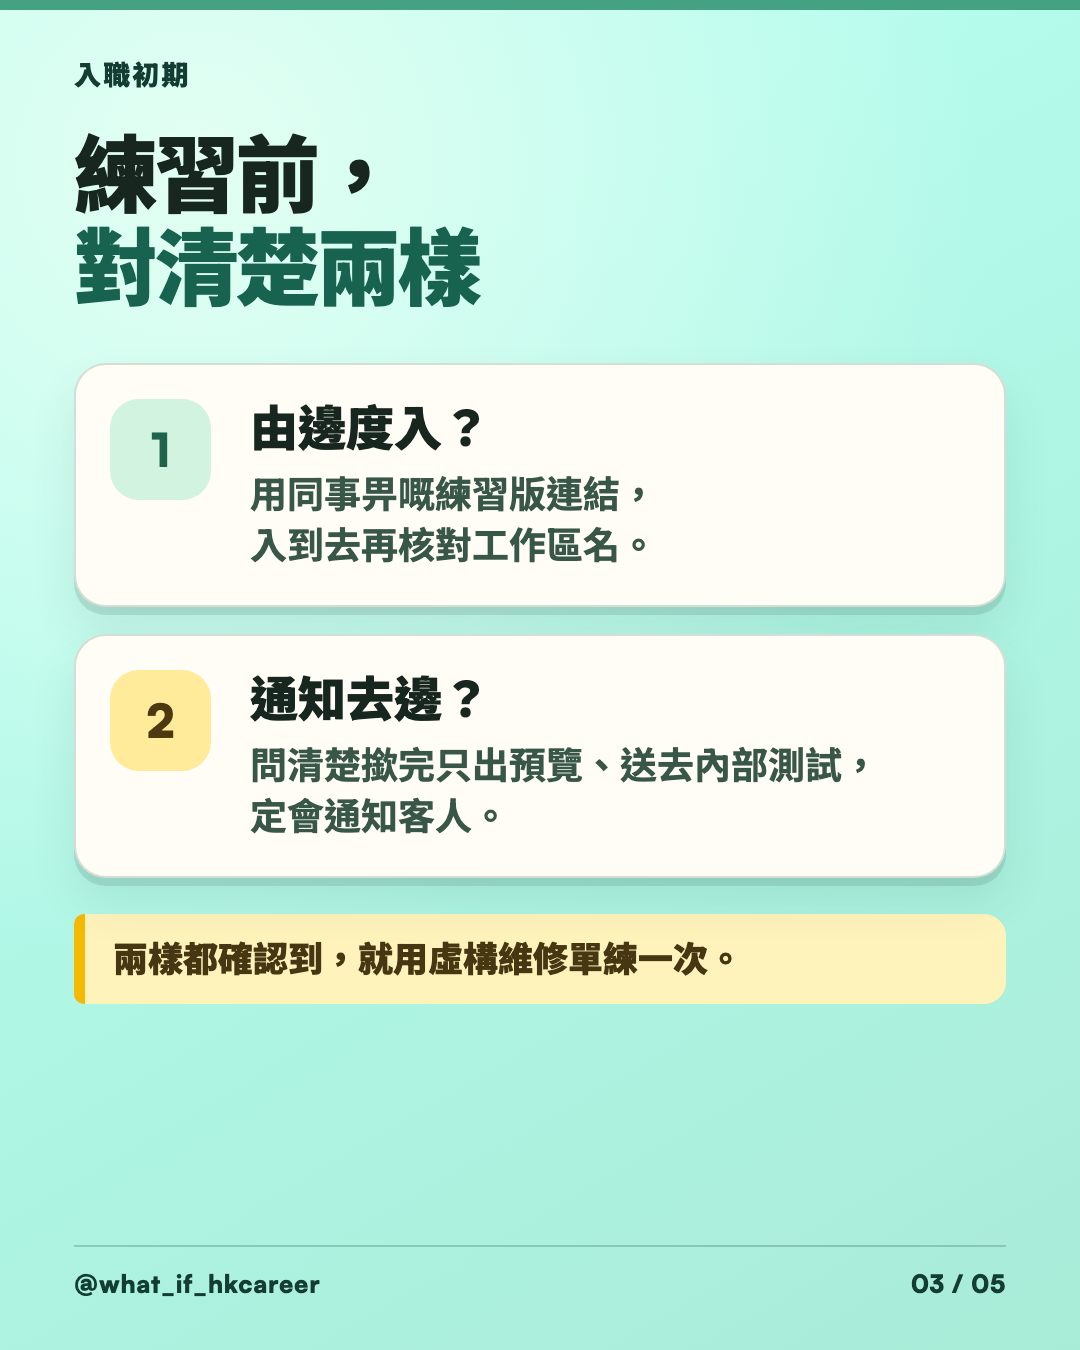 入職初期
練習前，
對清楚兩樣
1
由邊度入？
用同事畀嘅練習版連結，
入到去再核對工作區名。
2
通知去邊？
問清楚撳完只出預覽、送去內部測試，
定會通知客人。
兩樣都確認到，就用虛構維修單練一次。
@what_if_hkcareer
03 / 05